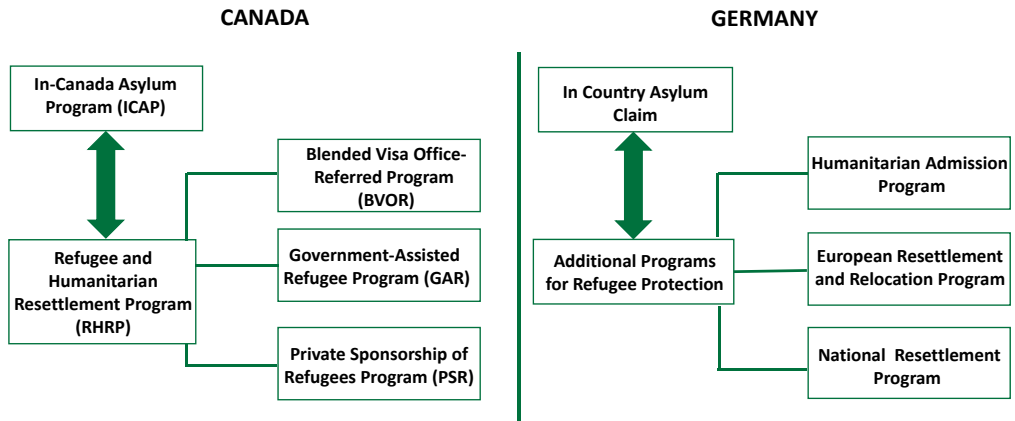 CANADA
In-Canada Asylum
Program (ICAP)
Blended Visa Office-
Referred Program
(BVOR)
Refugee and
Humanitarian
Resettlement Program
(RHRP)
Government-Assisted
Refugee Program (GAR)
Private Sponsorship of
Refugees Program (PSR)
GERMANY
In Country Asylum
Claim
Humanitarian Admission
Program
Additional Programs
for Refugee Protection
European Resettlement
and Relocation Program
National Resettlement
Program